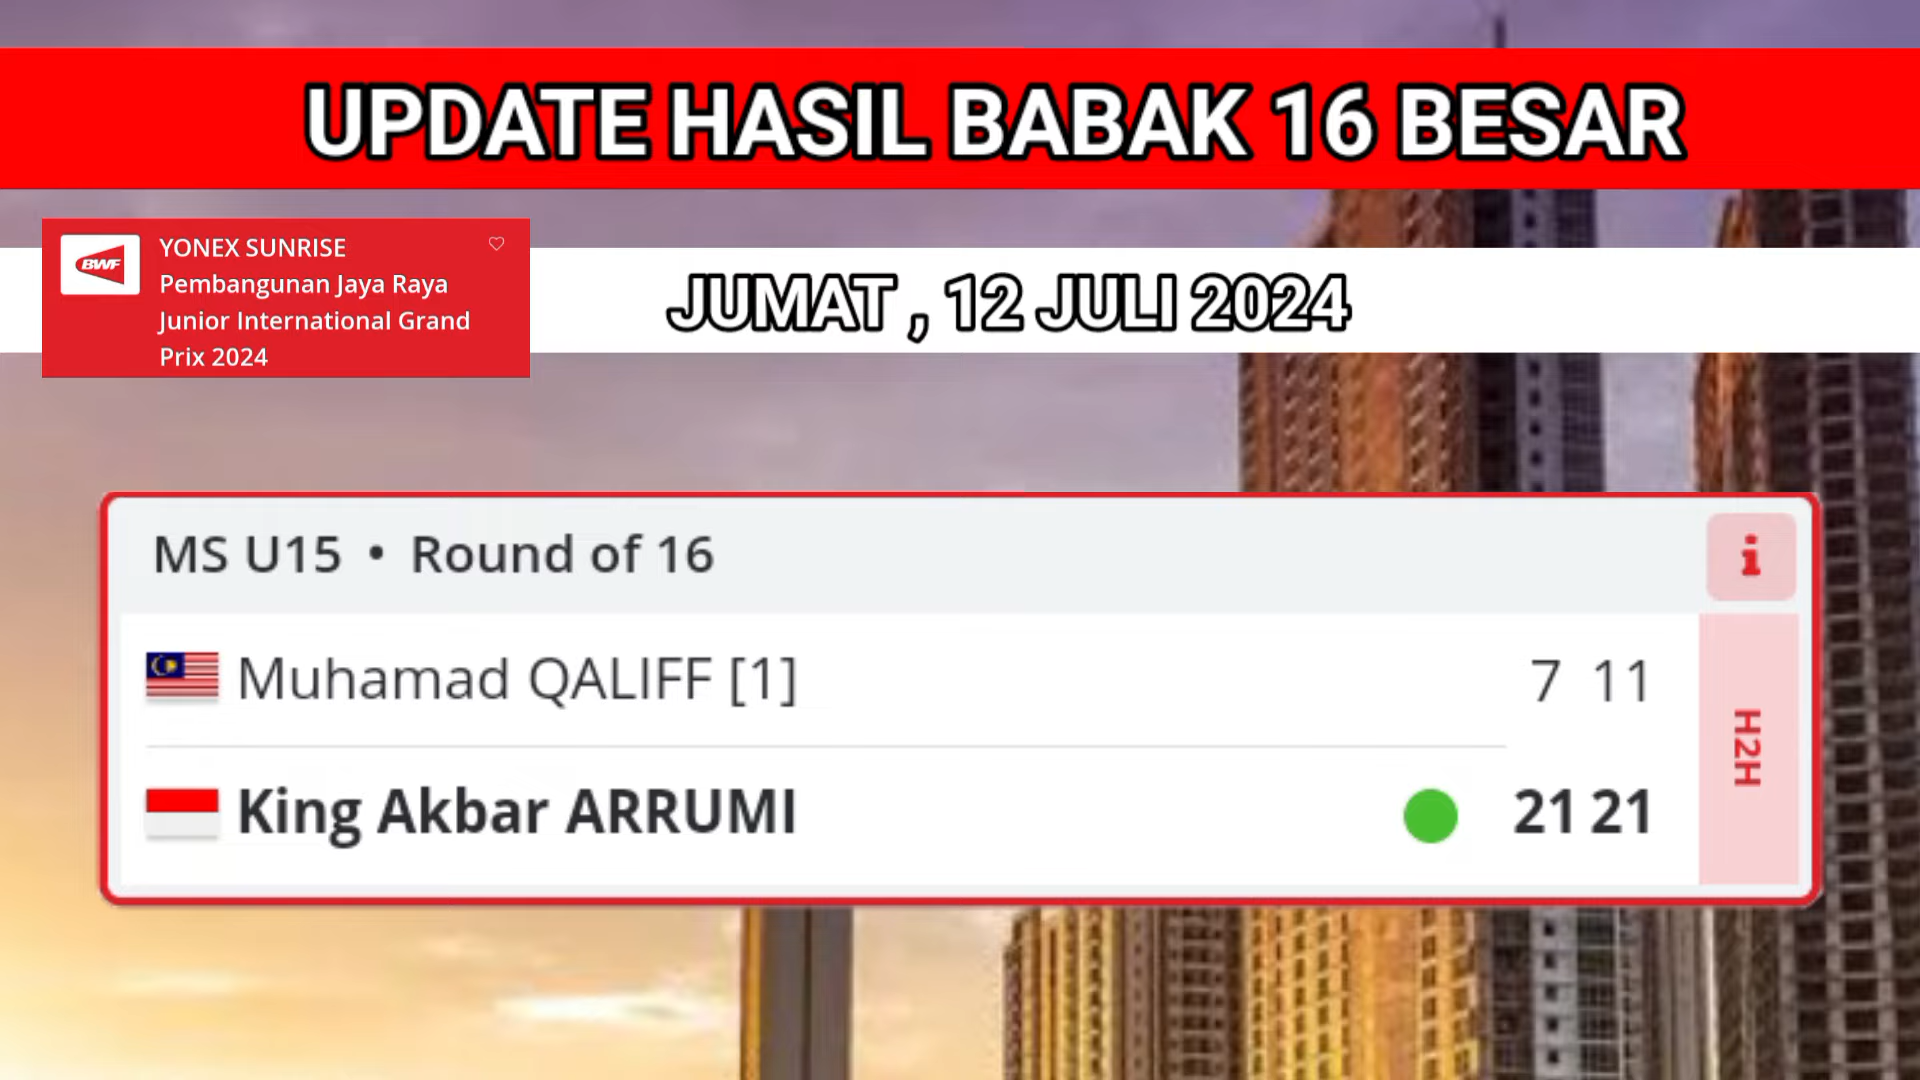 UPDATE HASIL BABAK 16 BESAR
BWF
YONEX SUNRISE
Pembangunan Jaya Raya
Junior International Grand
Prix 2024
JUMAT , 12 JULI 2024
MS U15 • Round of 16
i
Muhamad QALIFF [1] 7 11
King Akbar ARRUMI 21 21
H2H